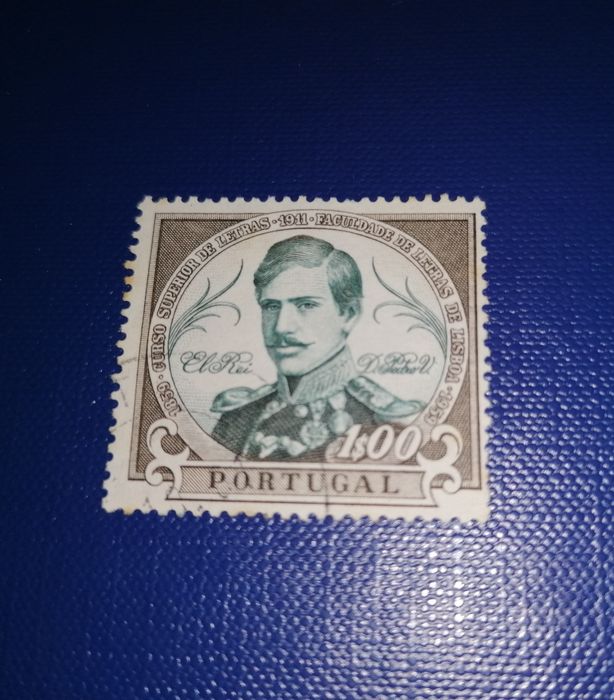 1859 · CURSO SUPERIOR DE LETRAS · 1911 · FACULDADE DE LETRAS DE LISBOA · 1959
El Rei D. Pedro V.
1$00
PORTUGAL